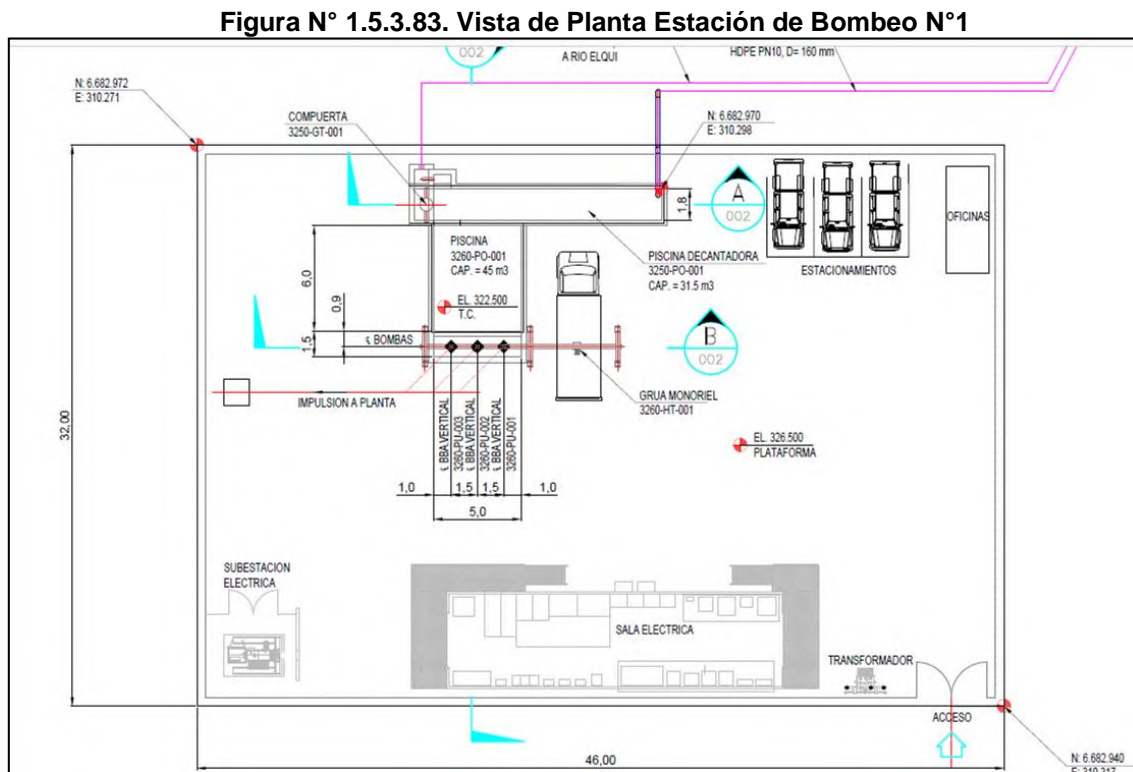 Figura N° 1.5.3.83. Vista de Planta Estación de Bombeo N°1
002
A RIO ELQUI
HDPE PN10, D= 160 mm
N: 6.682.972
E: 310.271
COMPUERTA
3250-GT-001
N: 6.682.970
E: 310.298
A
002
1,8
OFICINAS
PISCINA
3260-PO-001
CAP. = 45 m3
PISCINA DECANTADORA
3250-PO-001
CAP. = 31.5 m3
ESTACIONAMIENTOS
6,0
0,9
1,5
EL. 322.500
T.C.
BOMBAS
B
002
IMPULSION A PLANTA
GRUA MONORIEL
3260-HT-001
32,00
EL. 326.500
PLATAFORMA
BBA VERTICAL
3260-PU-003
BBA VERTICAL
3260-PU-002
BBA VERTICAL
3260-PU-001
1,0
1,5
1,5
1,0
5,0
SUBESTACION
ELECTRICA
SALA ELECTRICA
TRANSFORMADOR
ACCESO
46,00
N: 6.682.940
E: 310.317